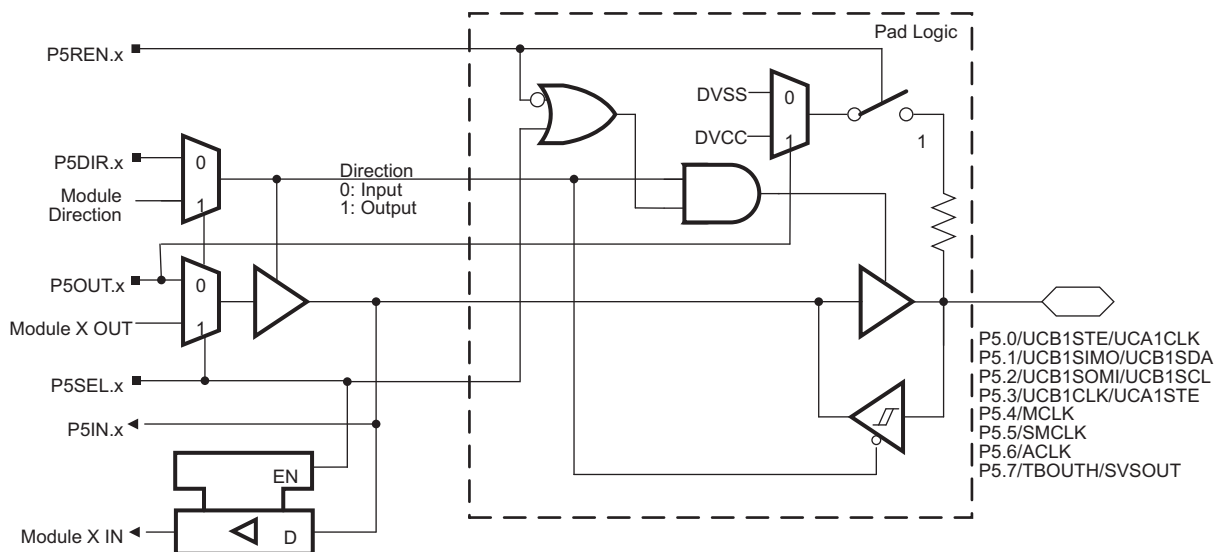 Pad Logic
P5REN.x
DVSS
0
DVCC
1
1
P5DIR.x
0
Module
Direction
1
Direction
0: Input
1: Output
P5OUT.x
0
Module X OUT
1
P5SEL.x
P5IN.x
EN
Module X IN
D
P5.0/UCB1STE/UCA1CLK
P5.1/UCB1SIMO/UCB1SDA
P5.2/UCB1SOMI/UCB1SCL
P5.3/UCB1CLK/UCA1STE
P5.4/MCLK
P5.5/SMCLK
P5.6/ACLK
P5.7/TBOUTH/SVSOUT